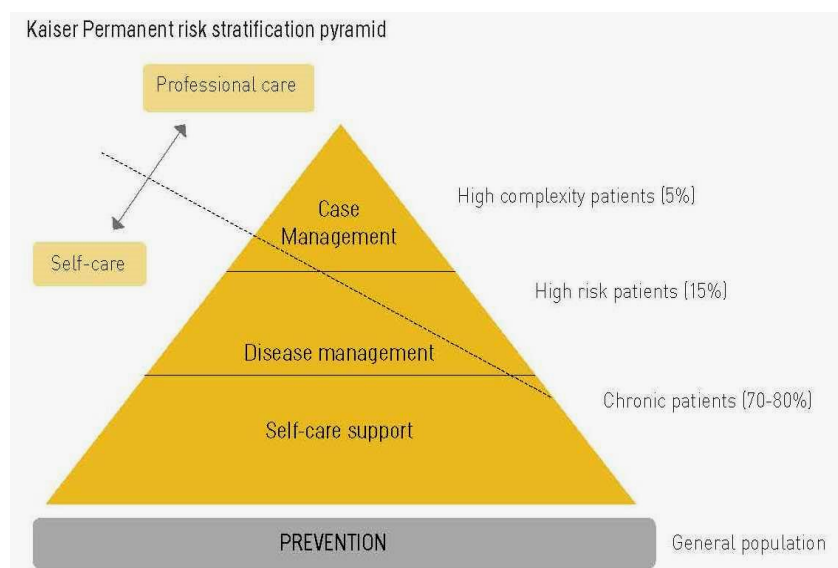 Kaiser Permanent risk stratification pyramid
Professional care
Self-care
Case
Management
High complexity patients (5%)
High risk patients (15%)
Disease management
Chronic patients (70-80%)
Self-care support
PREVENTION
General population